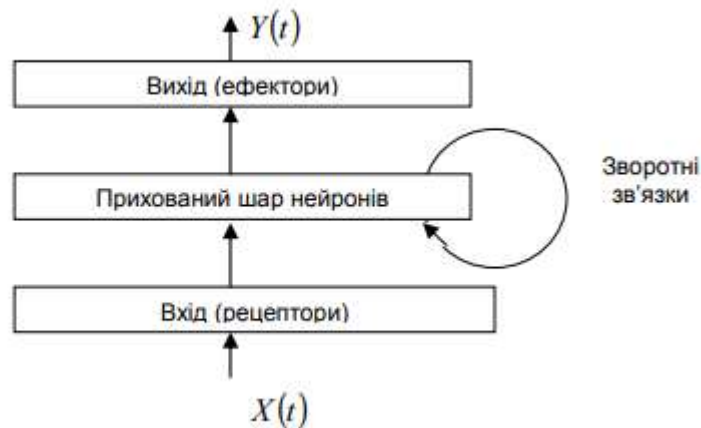 Y(t)
Вихід (ефектори)
Прихований шар нейронів
Зворотні
зв'язки
Вхід (рецептори)
X(t)